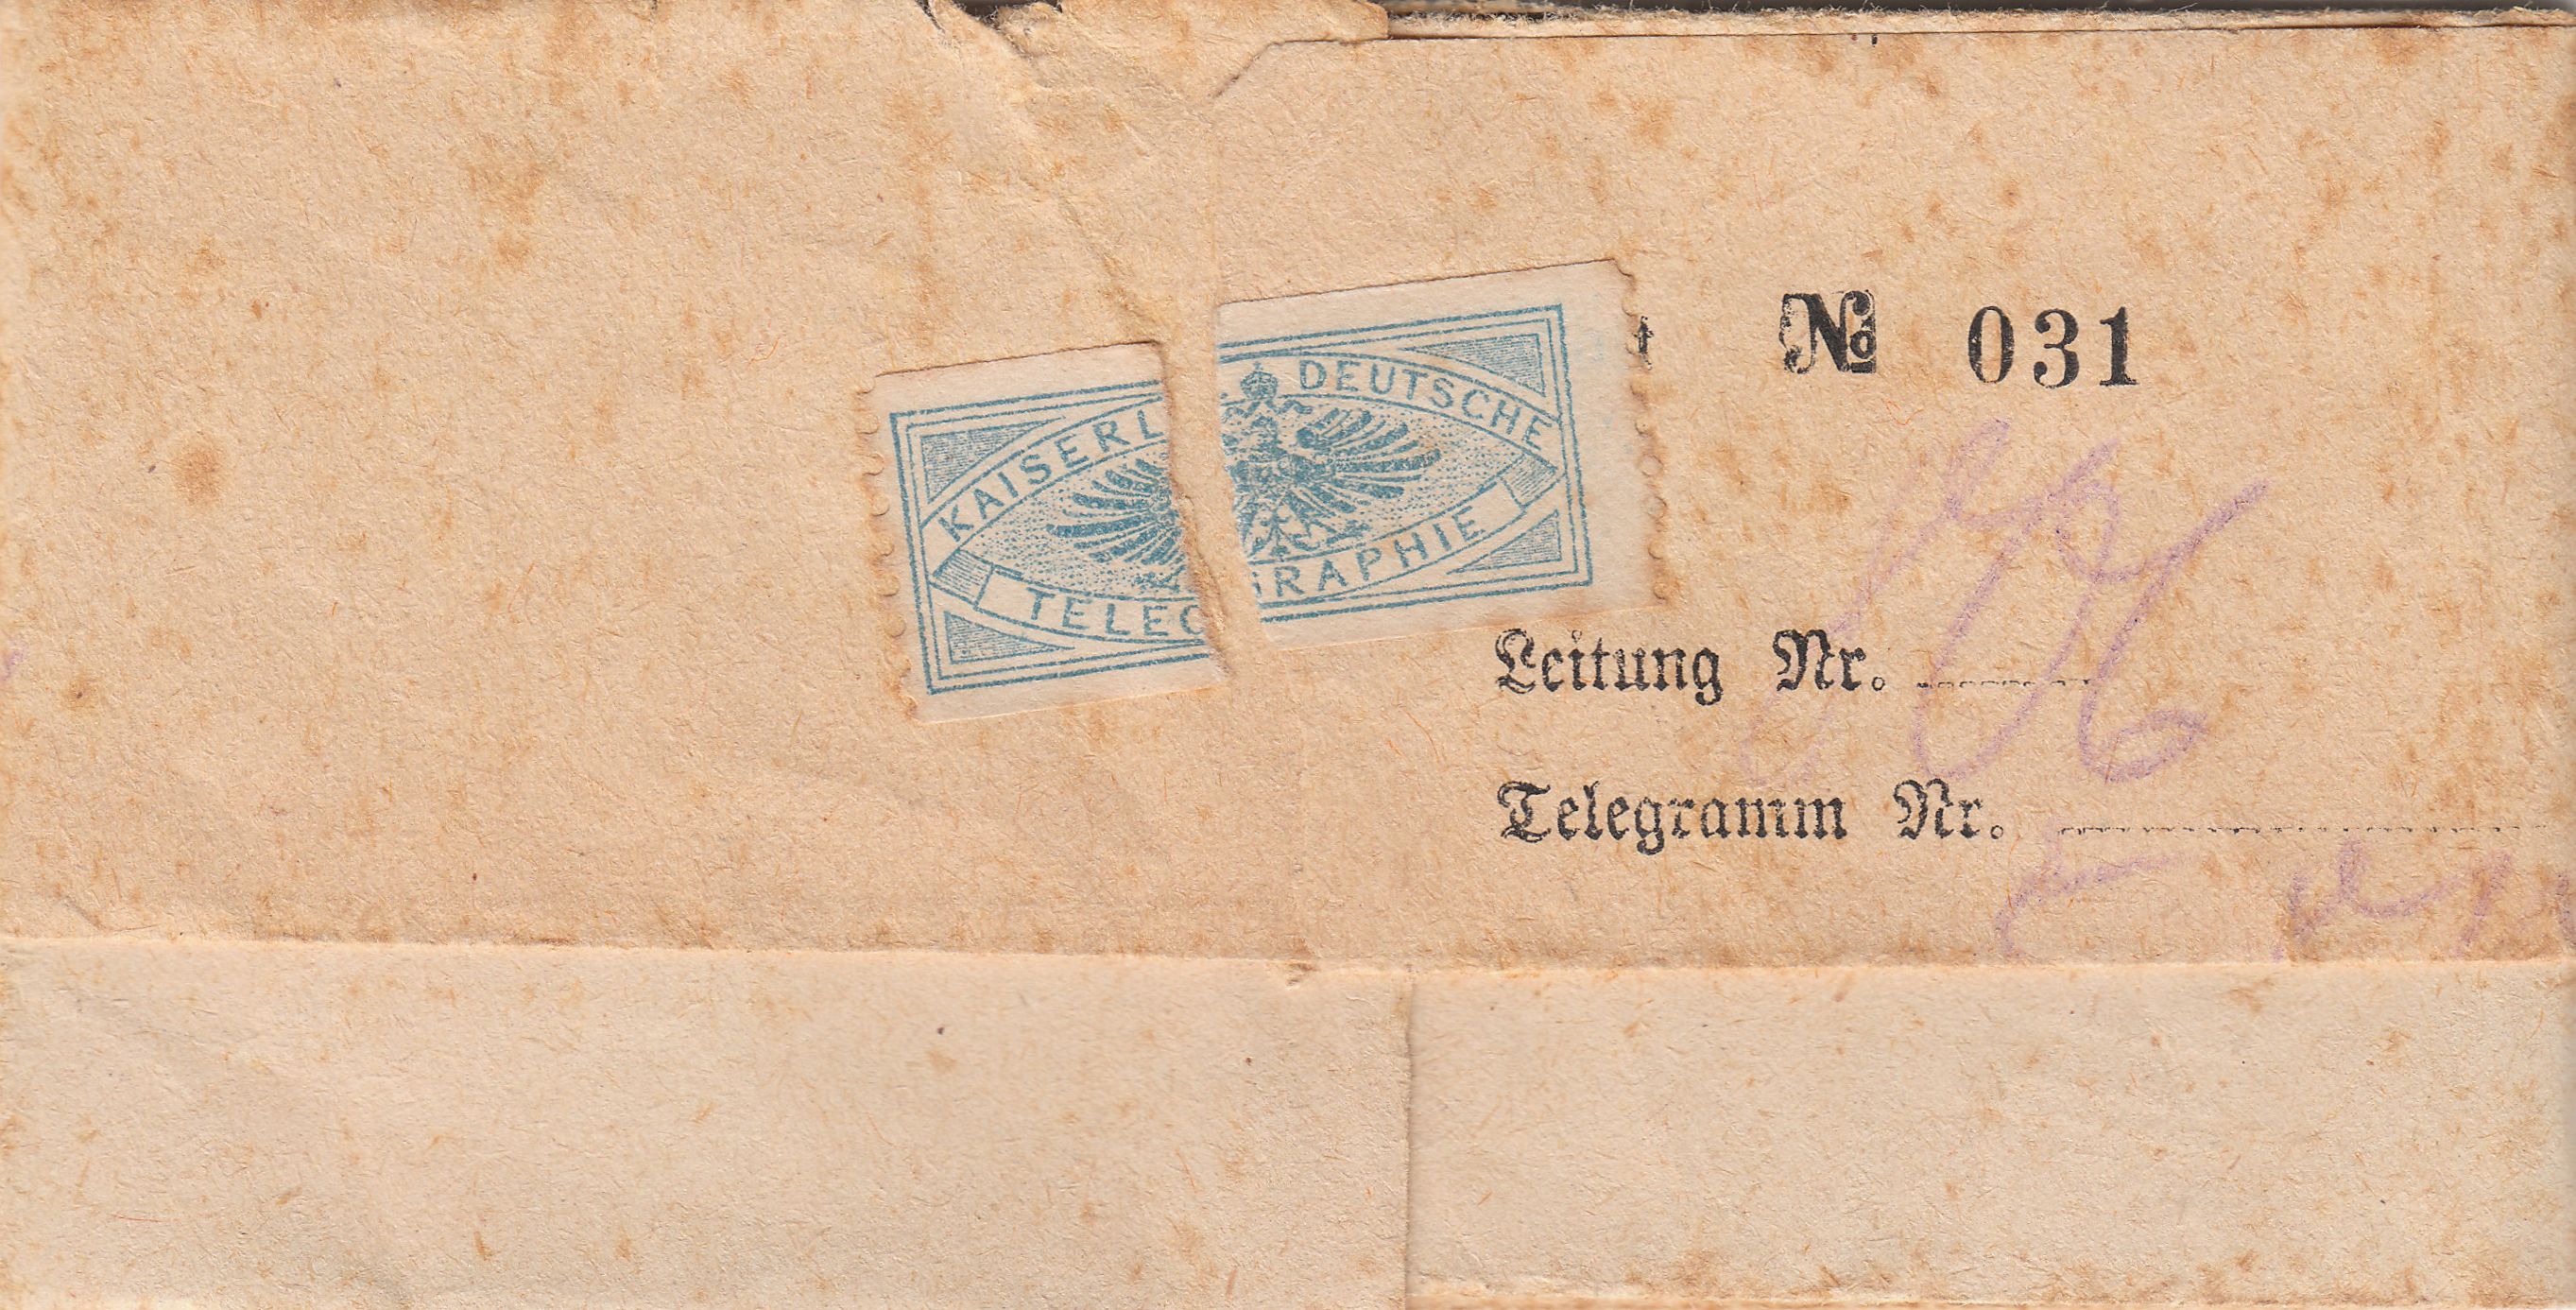 № 031
KAISERL DEUTSCHE
TELEG GRAPHIE
Leitung Nr.
Telegramm Nr.